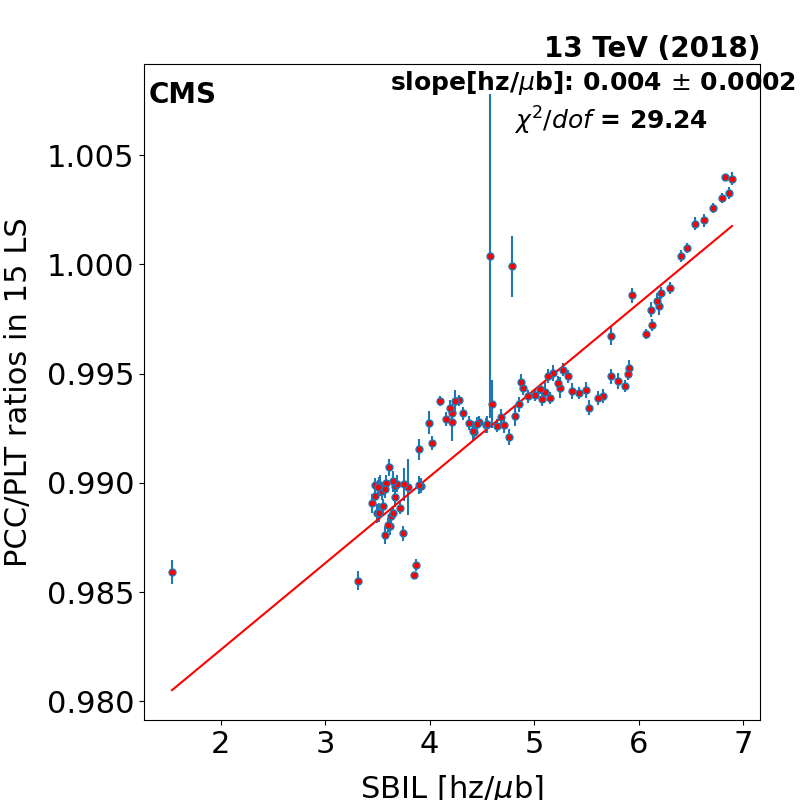 13 TeV (2018)
CMS
slope[hz/μb]: 0.004 ± 0.0002
χ²/dof = 29.24
PCC/PLT ratios in 15 LS
1.005
1.000
0.995
0.990
0.985
0.980
2 3 4 5 6 7
SBIL [hz/μb]